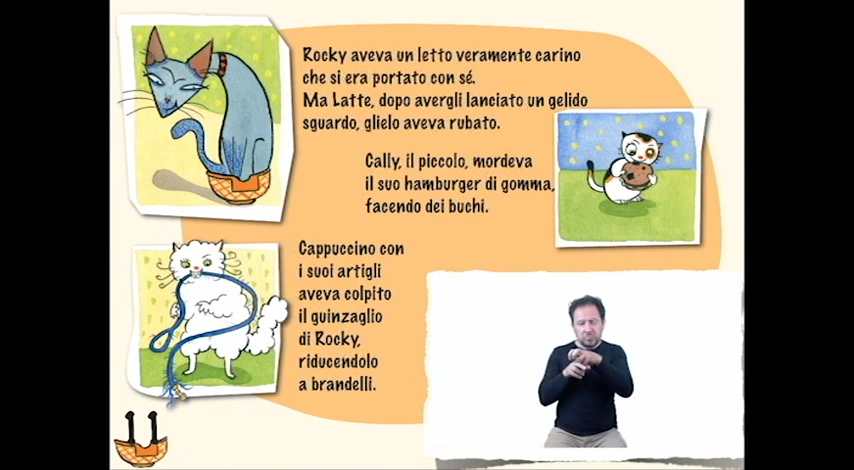 Rocky aveva un letto veramente carino
che si era portato con sé.
Ma Latte, dopo avergli lanciato un gelido
sguardo, glielo aveva rubato.
Cally, il piccolo, mordeva
il suo hamburger di gomma,
facendo dei buchi.
Cappuccino con
i suoi artigli
aveva colpito
il guinzaglio
di Rocky,
riducendolo
a brandelli.